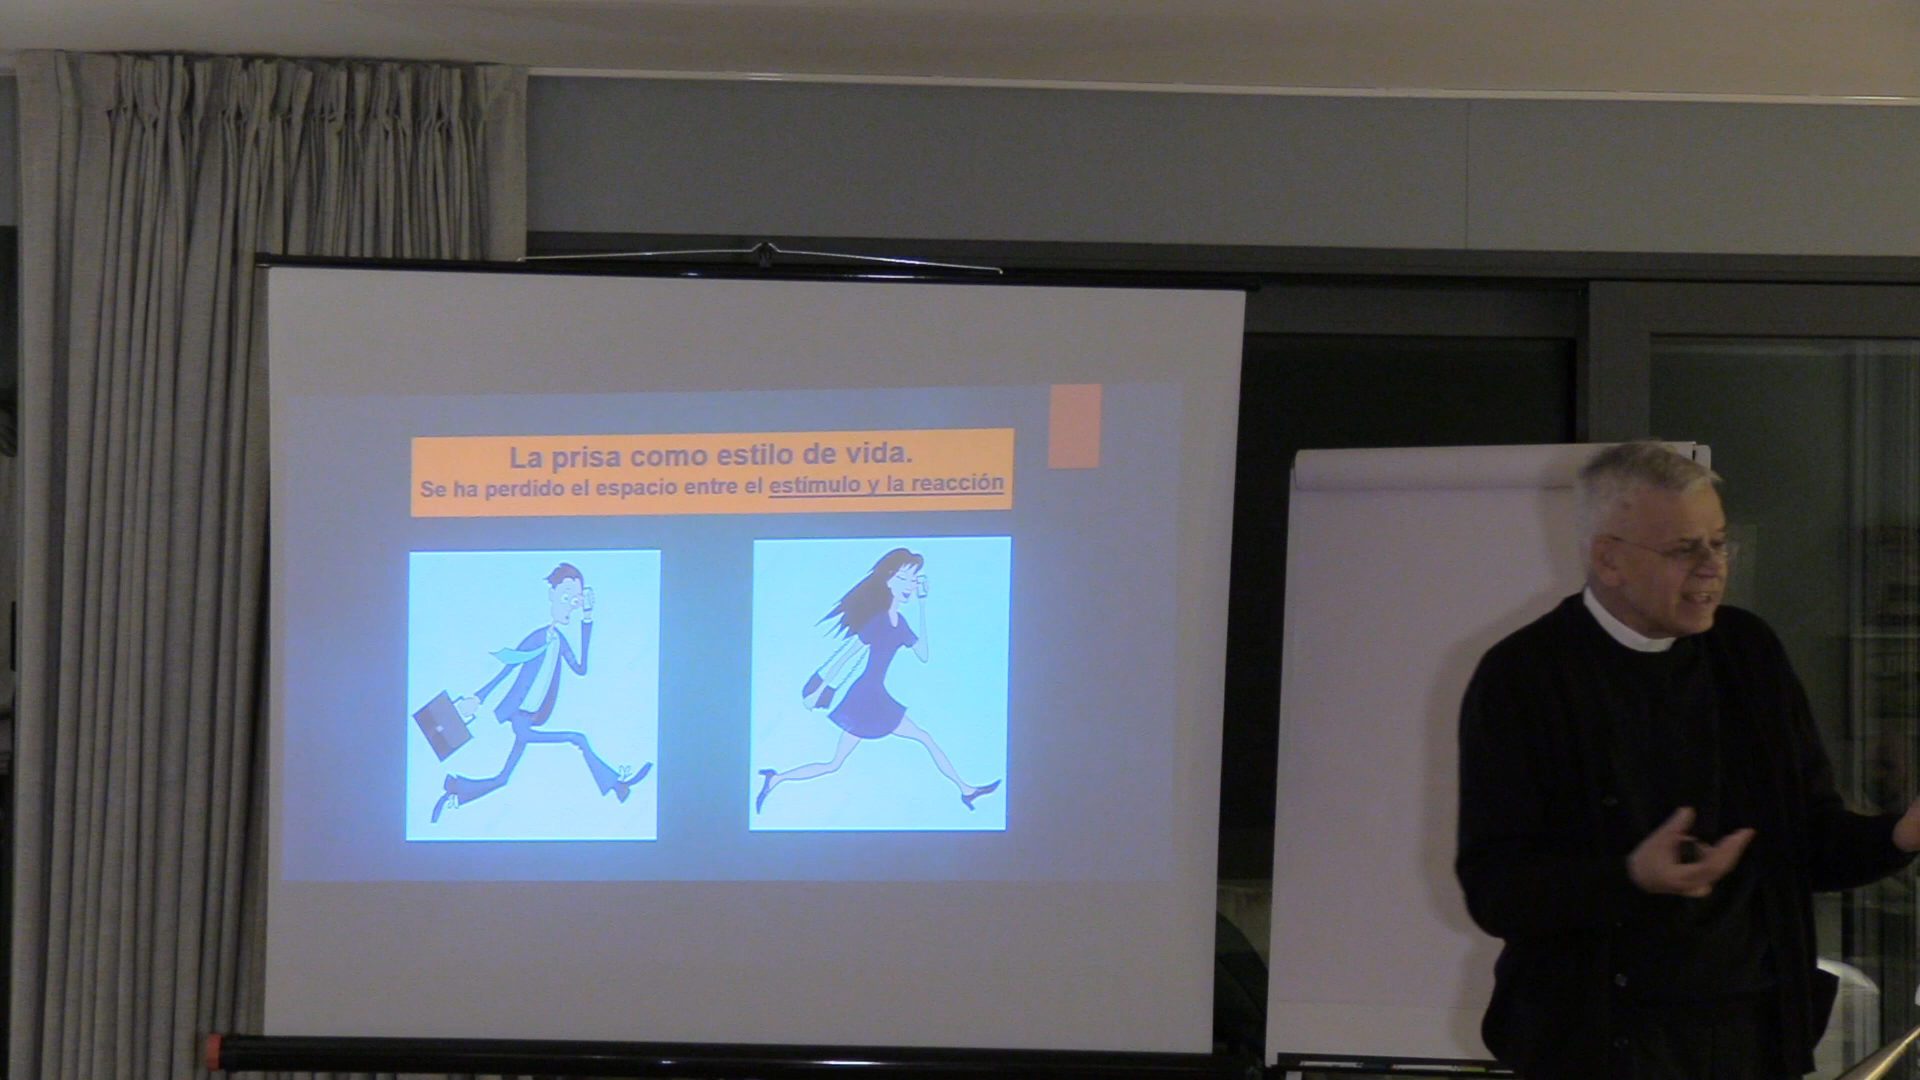 La prisa como estilo de vida.
Se ha perdido el espacio entre el estímulo y la reacción